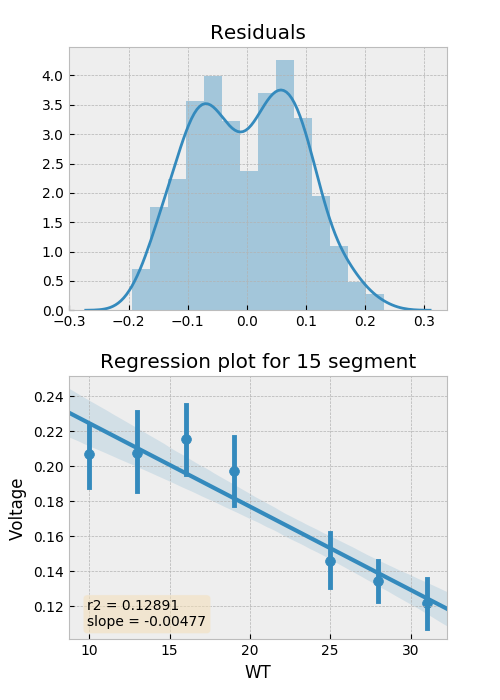 Residuals
4.0
3.5
3.0
2.5
2.0
1.5
1.0
0.5
0.0
−0.3 −0.2 −0.1 0.0 0.1 0.2 0.3
Regression plot for 15 segment
0.24
0.22
0.20
0.18
0.16
0.14
0.12
Voltage
r2 = 0.12891
slope = -0.00477
10 15 20 25 30
WT